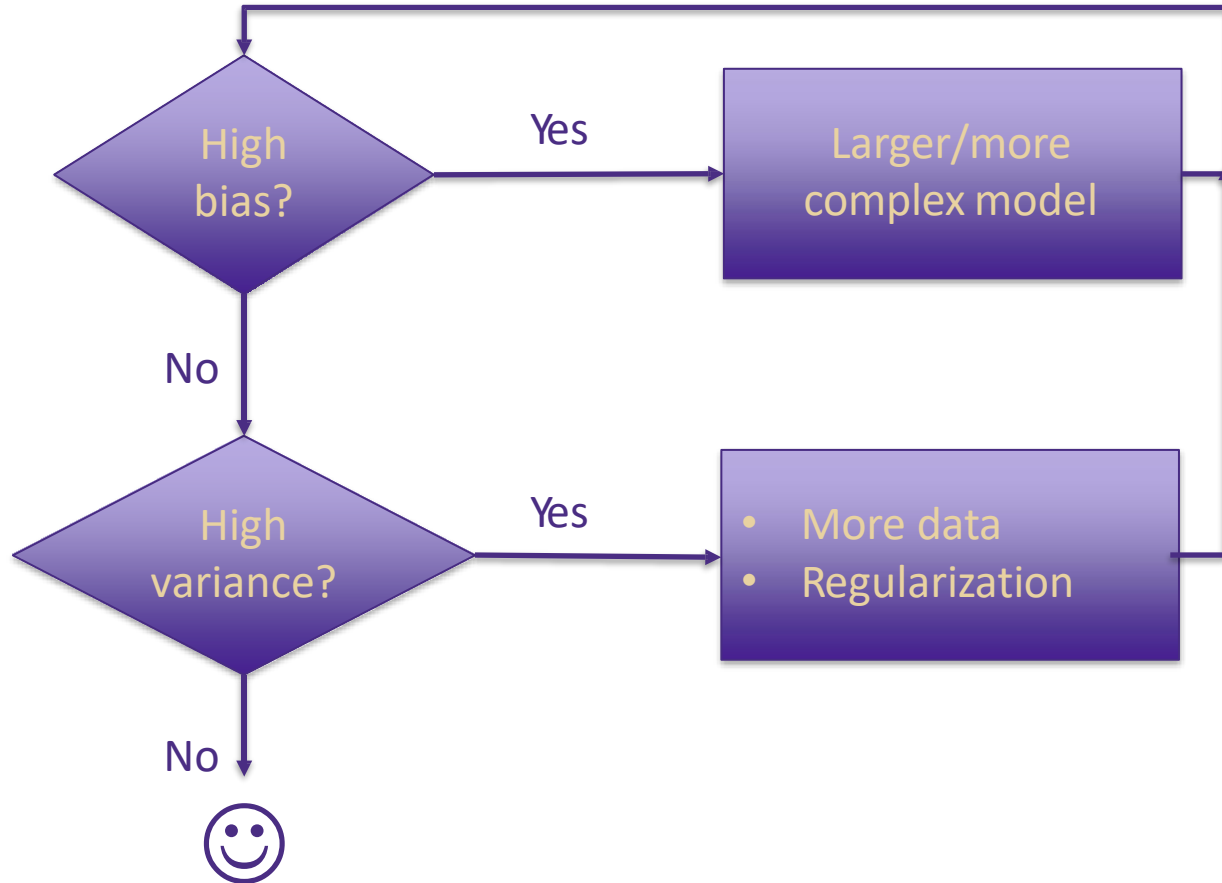 High
bias?
Yes
Larger/more
complex model
No
High
variance?
Yes
• More data
• Regularization
No